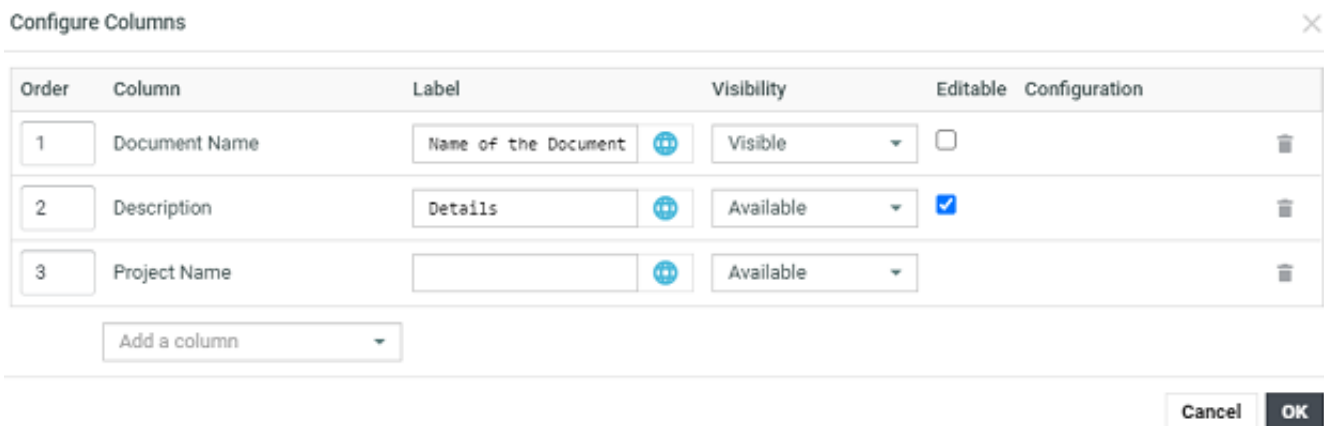 Configure Columns
Order Column Label Visibility Editable Configuration
1 Document Name Name of the Document Visible
2 Description Details Available
3 Project Name Available
Add a column
Cancel OK